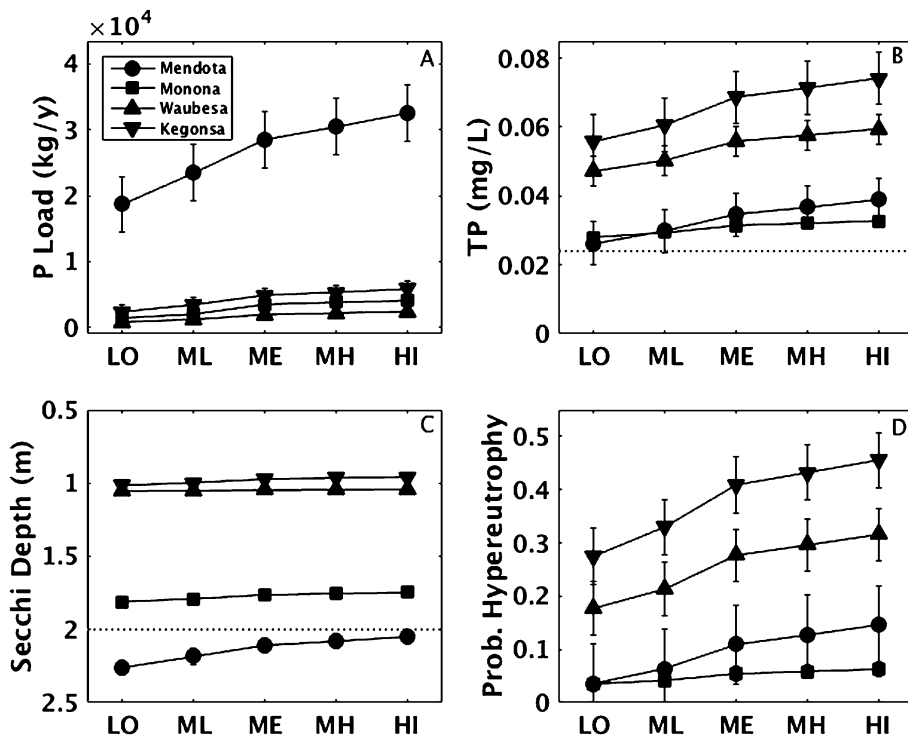 ×10⁴
A
Mendota
Monona
Waubesa
Kegonsa
4
3
2
1
0
P Load (kg/y)
LO ML ME MH HI
B
0.08
0.06
0.04
0.02
0
TP (mg/L)
LO ML ME MH HI
C
0.5
1
1.5
2
2.5
Secchi Depth (m)
LO ML ME MH HI
D
0.5
0.4
0.3
0.2
0.1
0
Prob. Hypereutrophy
LO ML ME MH HI